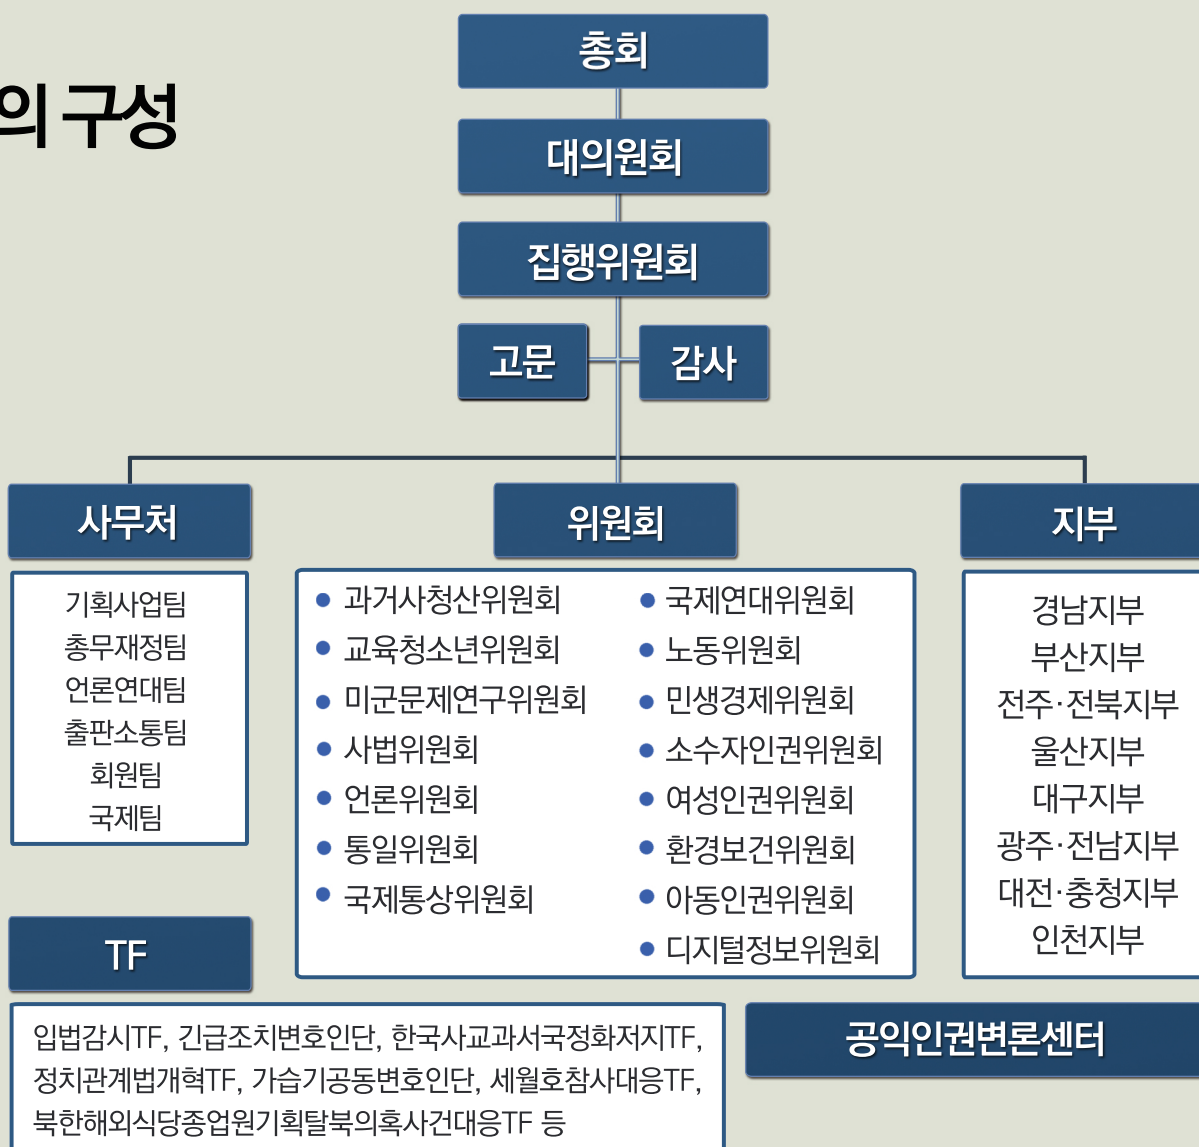 의 구성
총회
대의원회
집행위원회
고문
감사
사무처
기획사업팀
총무재정팀
언론연대팀
출판소통팀
회원팀
국제팀
위원회
과거사청산위원회
교육청소년위원회
미군문제연구위원회
사법위원회
언론위원회
통일위원회
국제통상위원회
국제연대위원회
노동위원회
민생경제위원회
소수자인권위원회
여성인권위원회
환경보건위원회
아동인권위원회
디지털정보위원회
지부
경남지부
부산지부
전주·전북지부
울산지부
대구지부
광주·전남지부
대전·충청지부
인천지부
TF
입법감시TF, 긴급조치변호인단, 한국사교과서국정화저지TF,
정치관계법개혁TF, 가습기공동변호인단, 세월호참사대응TF,
북한해외식당종업원기획탈북의혹사건대응TF 등
공익인권변론센터